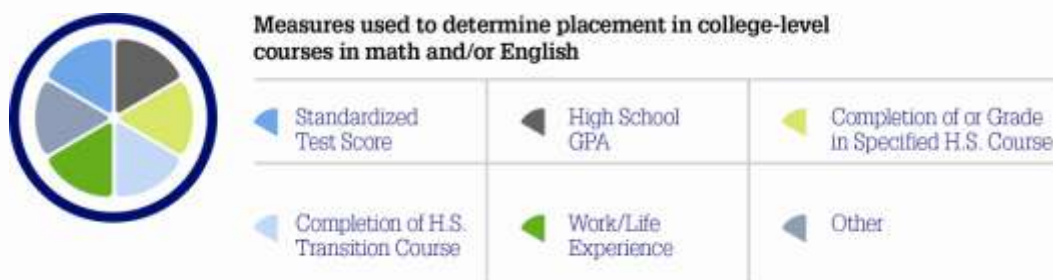 Measures used to determine placement in college-level
courses in math and/or English
Standardized
Test Score
High School
GPA
Completion of or Grade
in Specified H.S. Course
Completion of H.S.
Transition Course
Work/Life
Experience
Other